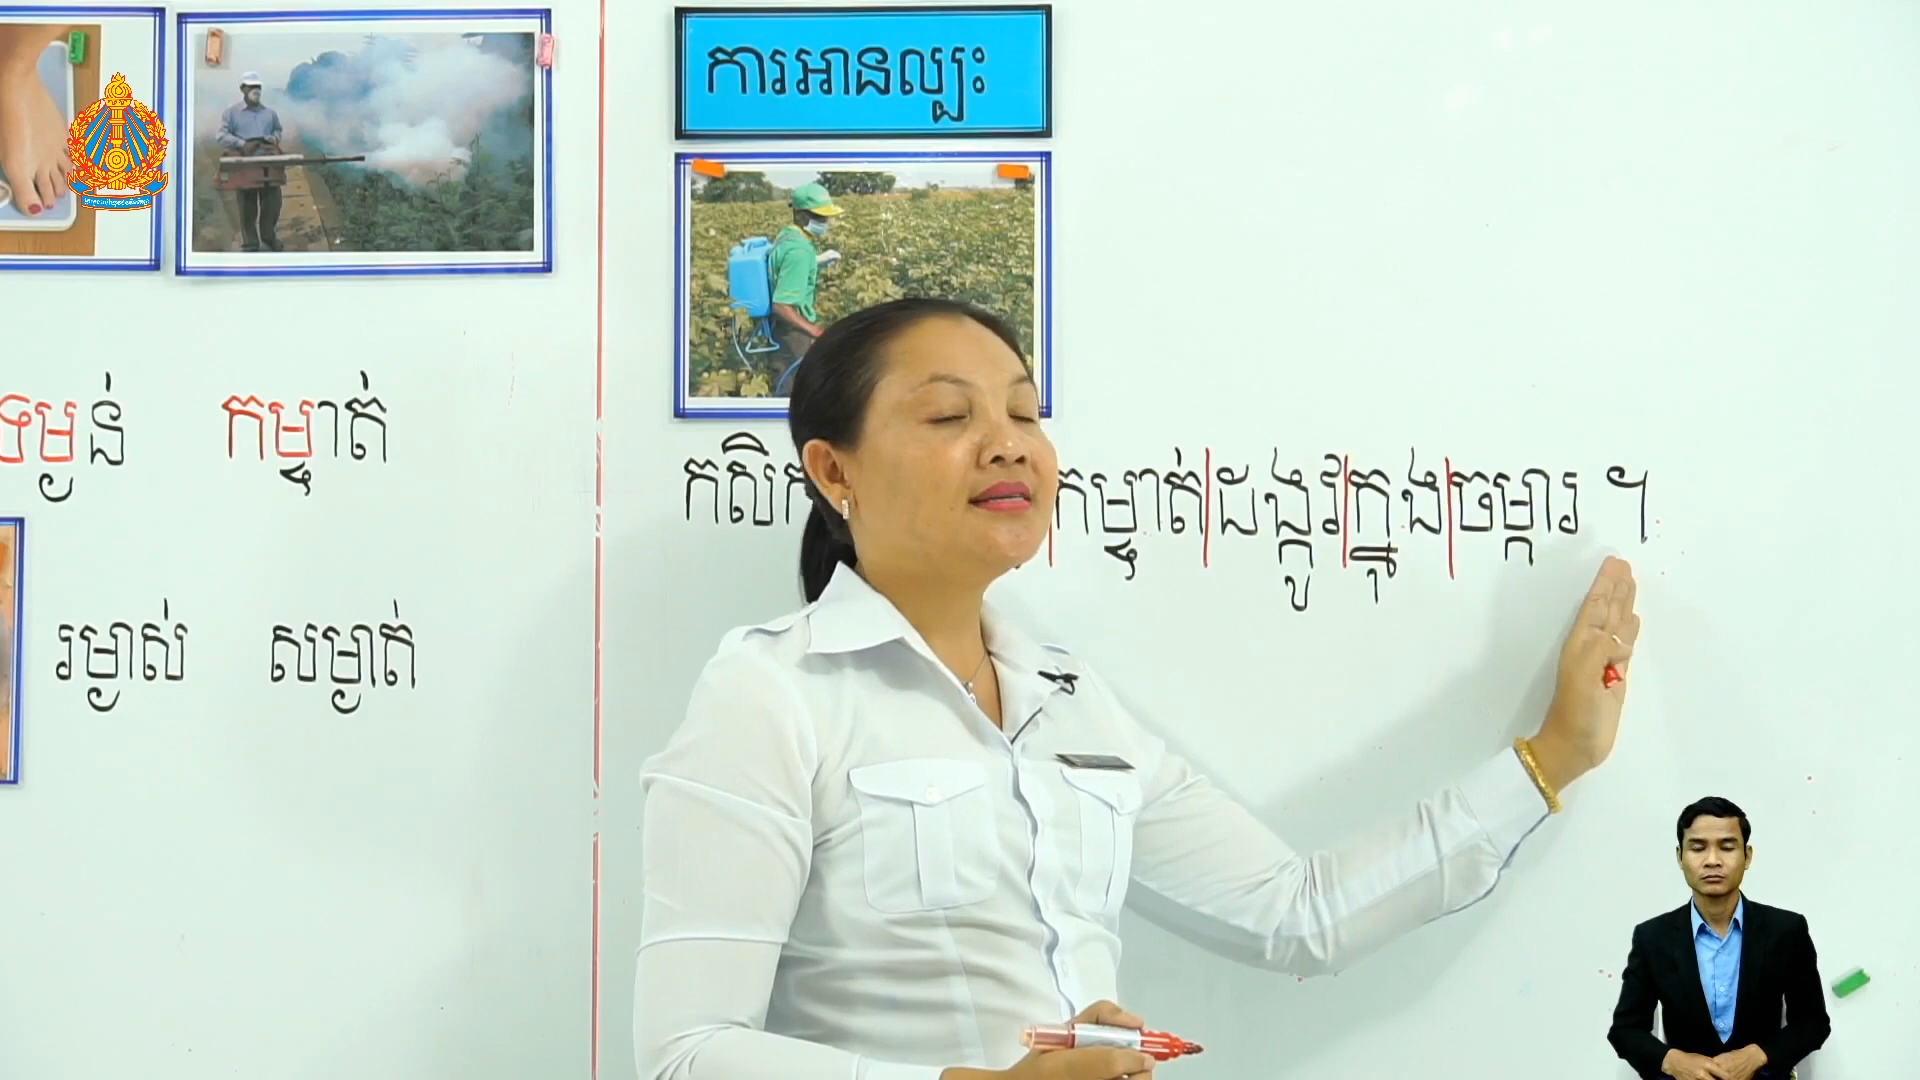 ការអានល្បះ
ទម្ងន់ កម្ចាត់
កសិក កម្ចាត់|ដង្កូវ|ក្នុង|ចម្ការ ។
រម្ងាស់ សម្ងាត់